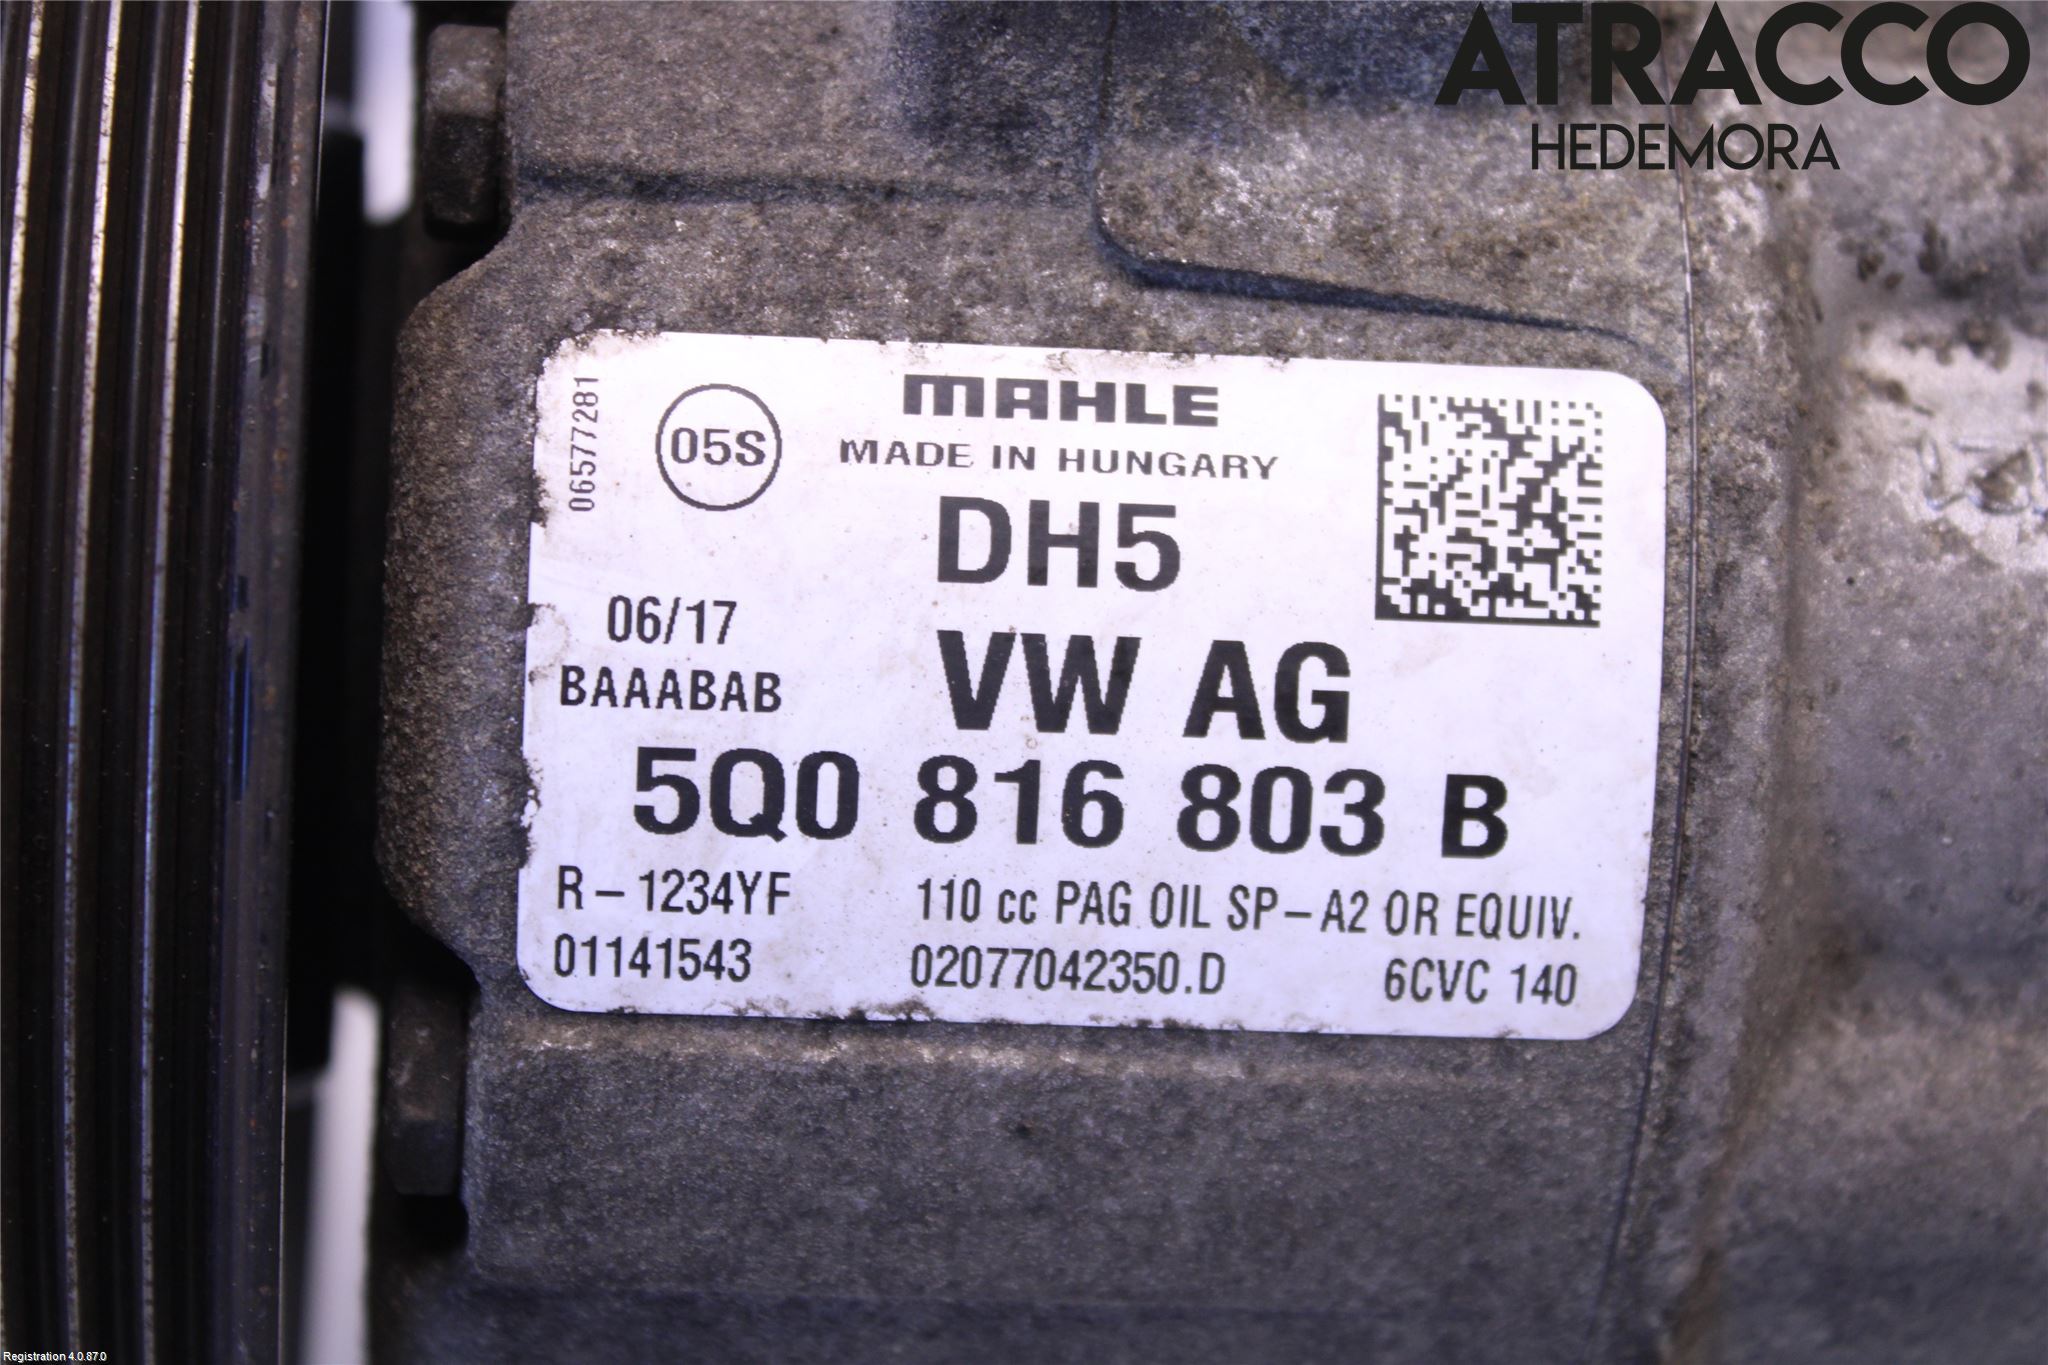 ATRACCO
HEDEMORA
06577281
05S
MAHLE
MADE IN HUNGARY
DH5
06/17
BAAABAB
VW AG
5Q0 816 803 B
R-1234YF 110 cc PAG OIL SP-A2 OR EQUIV.
01141543 02077042350.D 6CVC 140
Registration 4.0.87.0